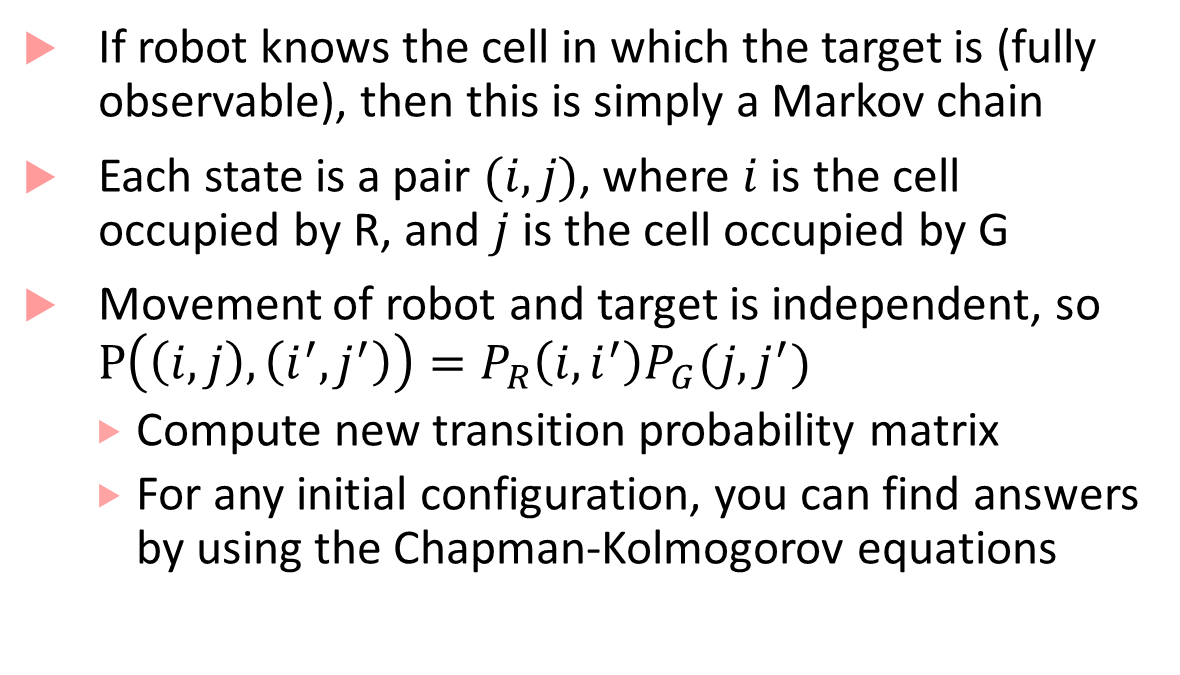 If robot knows the cell in which the target is (fully
observable), then this is simply a Markov chain
Each state is a pair (i, j), where i is the cell
occupied by R, and j is the cell occupied by G
Movement of robot and target is independent, so
P((i, j), (i′, j′)) = P_R(i, i′)P_G(j, j′)
Compute new transition probability matrix
For any initial configuration, you can find answers
by using the Chapman-Kolmogorov equations